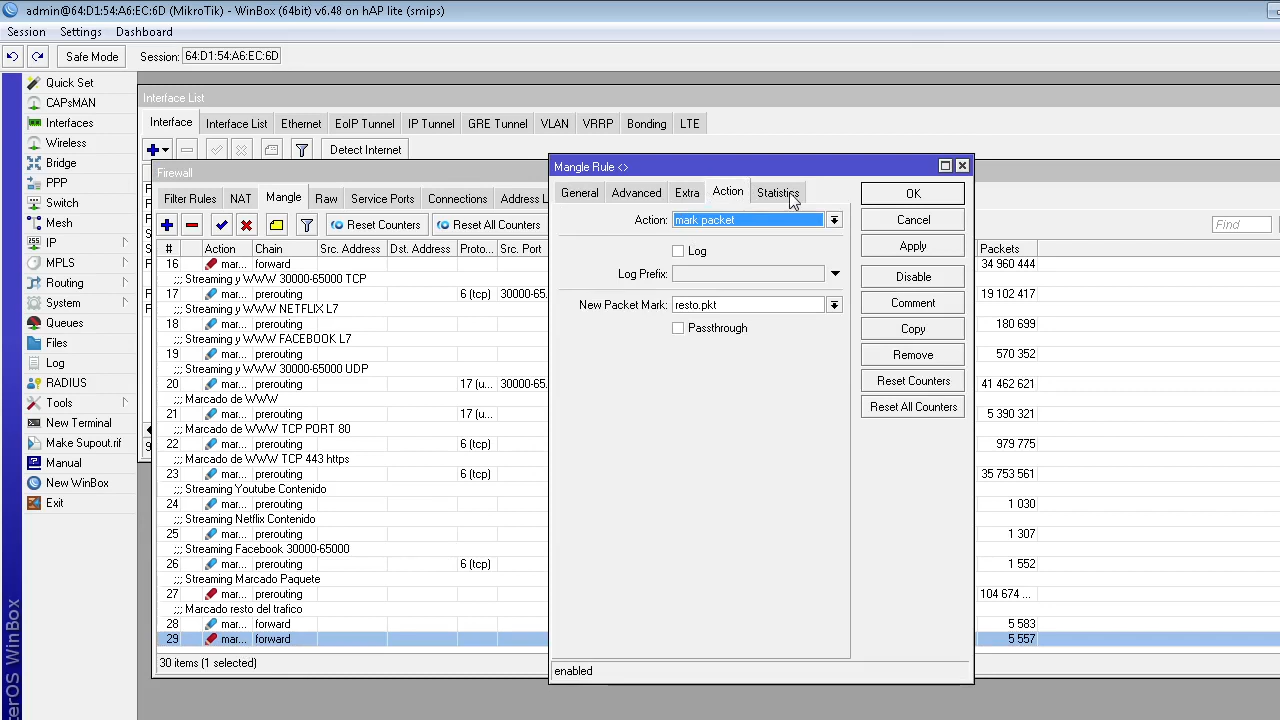 admin@64:D1:54:A6:EC:6D (MikroTik) - WinBox (64bit) v6.48 on hAP lite (smips)
Session Settings Dashboard
Safe Mode Session: 64:D1:54:A6:EC:6D
Quick Set
CAPsMAN
Interfaces
Wireless
Bridge
PPP
Switch
Mesh
IP
MPLS
Routing
System
Queues
Files
Log
RADIUS
Tools
New Terminal
Make Supout.rif
Manual
New WinBox
Exit
terOS WinBox
Interface List
Interface Interface List Ethernet EoIP Tunnel IP Tunnel GRE Tunnel VLAN VRRP Bonding LTE
Detect Internet
Firewall
Filter Rules NAT Mangle Raw Service Ports Connections Address L
Reset Counters Reset All Counters Find
# Action Chain Src. Address Dst. Address Proto... Src. Port Packets
16 mar... forward 34 960 444
;;; Streaming y WWW 30000-65000 TCP
17 mar... prerouting 6 (tcp) 30000-65... 19 102 417
;;; Streaming y WWW NETFLIX L7
18 mar... prerouting 180 699
;;; Streaming y WWW FACEBOOK L7
19 mar... prerouting 570 352
;;; Streaming y WWW 30000-65000 UDP
20 mar... prerouting 17 (u... 30000-65... 41 462 621
;;; Marcado de WWW
21 mar... prerouting 17 (u... 5 390 321
;;; Marcado de WWW TCP PORT 80
22 mar... prerouting 6 (tcp) 979 775
;;; Marcado de WWW TCP 443 https
23 mar... prerouting 6 (tcp) 35 753 561
;;; Streaming Youtube Contenido
24 mar... prerouting 1 030
;;; Streaming Netflix Contenido
25 mar... prerouting 1 307
;;; Streaming Facebook 30000-65000
26 mar... prerouting 6 (tcp) 1 552
;;; Streaming Marcado Paquete
27 mar... prerouting 104 674 ...
;;; Marcado resto del trafico
28 mar... forward 5 583
29 mar... forward 5 557
30 items (1 selected)
Mangle Rule <>
General Advanced Extra Action Statistics
Action: mark packet
Log
Log Prefix:
New Packet Mark: resto.pkt
Passthrough
OK
Cancel
Apply
Disable
Comment
Copy
Remove
Reset Counters
Reset All Counters
enabled